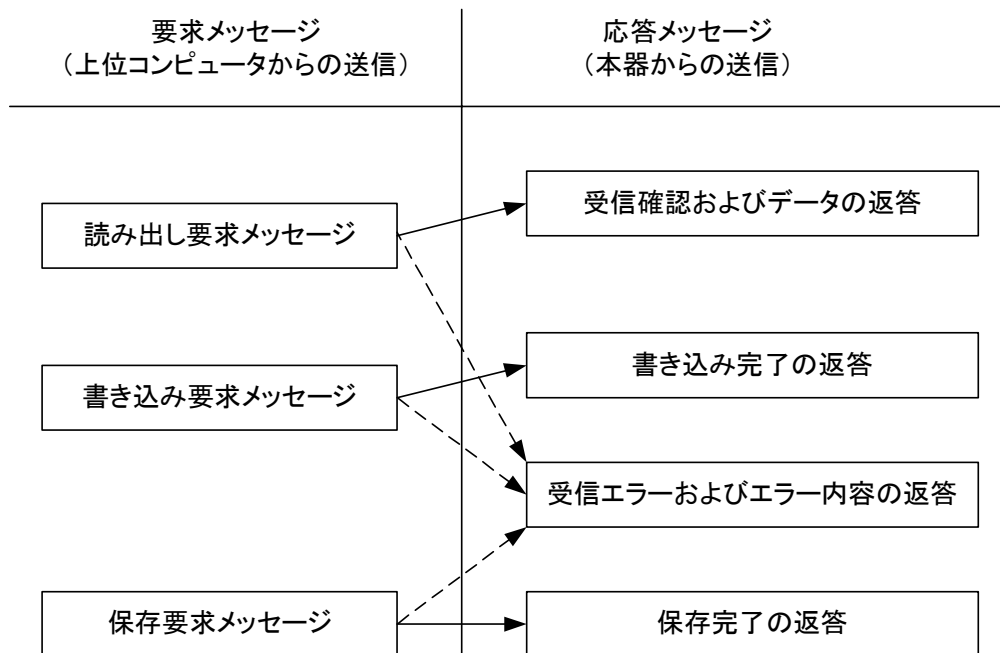 要求メッセージ
（上位コンピュータからの送信）
応答メッセージ
（本器からの送信）
読み出し要求メッセージ
受信確認およびデータの返答
書き込み要求メッセージ
書き込み完了の返答
受信エラーおよびエラー内容の返答
保存要求メッセージ
保存完了の返答